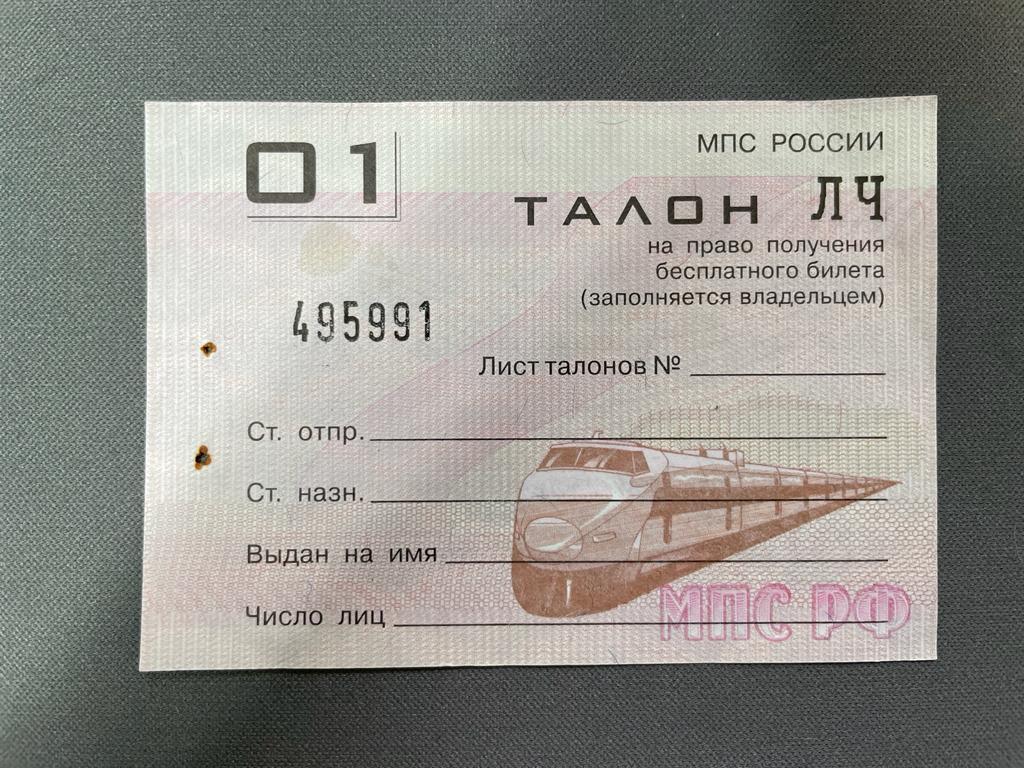 01
МПС РОССИИ
ТАЛОН ЛЧ
на право получения
бесплатного билета
(заполняется владельцем)
495991
Лист талонов №
Ст. отпр.
Ст. назн.
Выдан на имя
Число лиц
МПС РФ